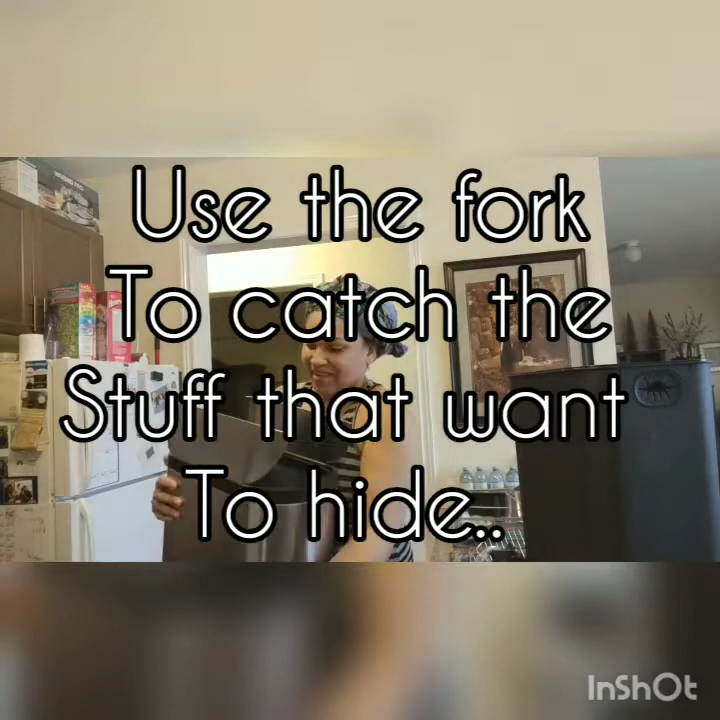 Use the fork
To catch the
Stuff that want
To hide..
InShOt